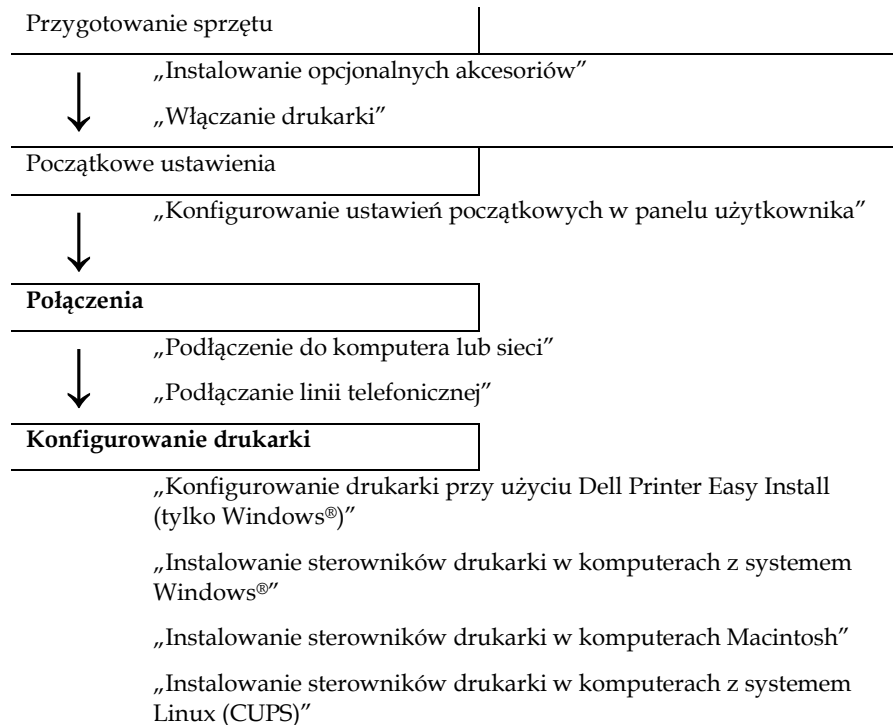 Przygotowanie sprzętu
„Instalowanie opcjonalnych akcesoriów”
„Włączanie drukarki”
Początkowe ustawienia
„Konfigurowanie ustawień początkowych w panelu użytkownika”
Połączenia
„Podłączenie do komputera lub sieci”
„Podłączanie linii telefonicznej”
Konfigurowanie drukarki
„Konfigurowanie drukarki przy użyciu Dell Printer Easy Install
(tylko Windows®)”
„Instalowanie sterowników drukarki w komputerach z systemem
Windows®”
„Instalowanie sterowników drukarki w komputerach Macintosh”
„Instalowanie sterowników drukarki w komputerach z systemem
Linux (CUPS)”